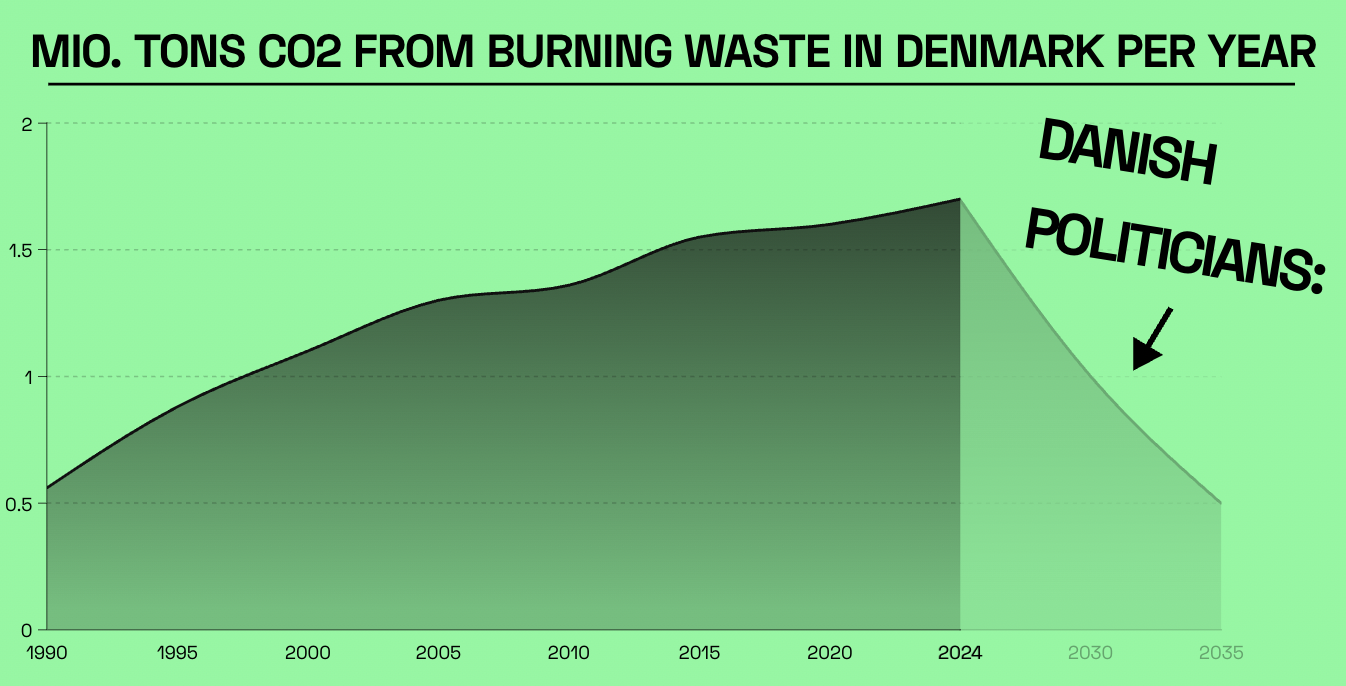 MIO. TONS CO2 FROM BURNING WASTE IN DENMARK PER YEAR
2
1.5
1
0.5
0
DANISH
POLITICIANS:
1990 1995 2000 2005 2010 2015 2020 2024 2030 2035